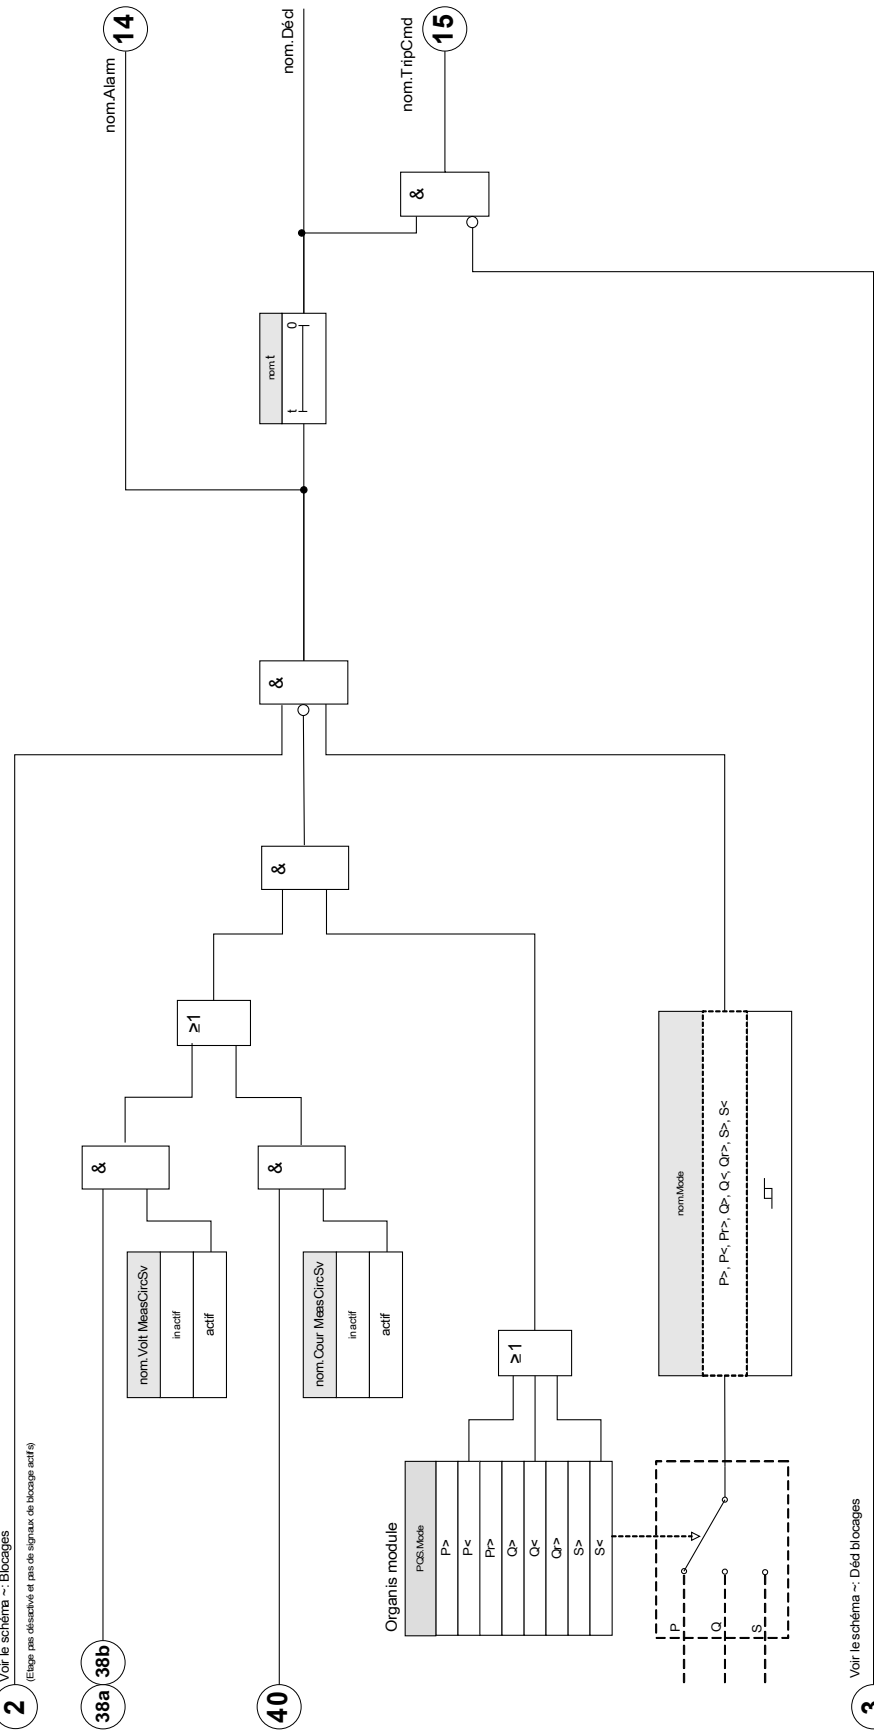 2
Voir le schéma ~: Blocages
(Etage pas désactivé et pas de signaux de blocage actifs)
38a
38b
40
nom.Volt MeasCircSv
inactif
actif
nom.Cour MeasCircSv
inactif
actif
&
&
≥1
&
&
nom.t
t
0
&
nom.Alarm
14
nom.Décl
nom.TripCmd
15
Organis module
PQS.Mode
P>
P<
Pr>
Q>
Q<
Qr>
S>
S<
≥1
P
Q
S
nom.Mode
P>, P<, Pr>, Q>, Q<, Qr>, S>, S<
3
Voir le schéma ~: Décl blocages